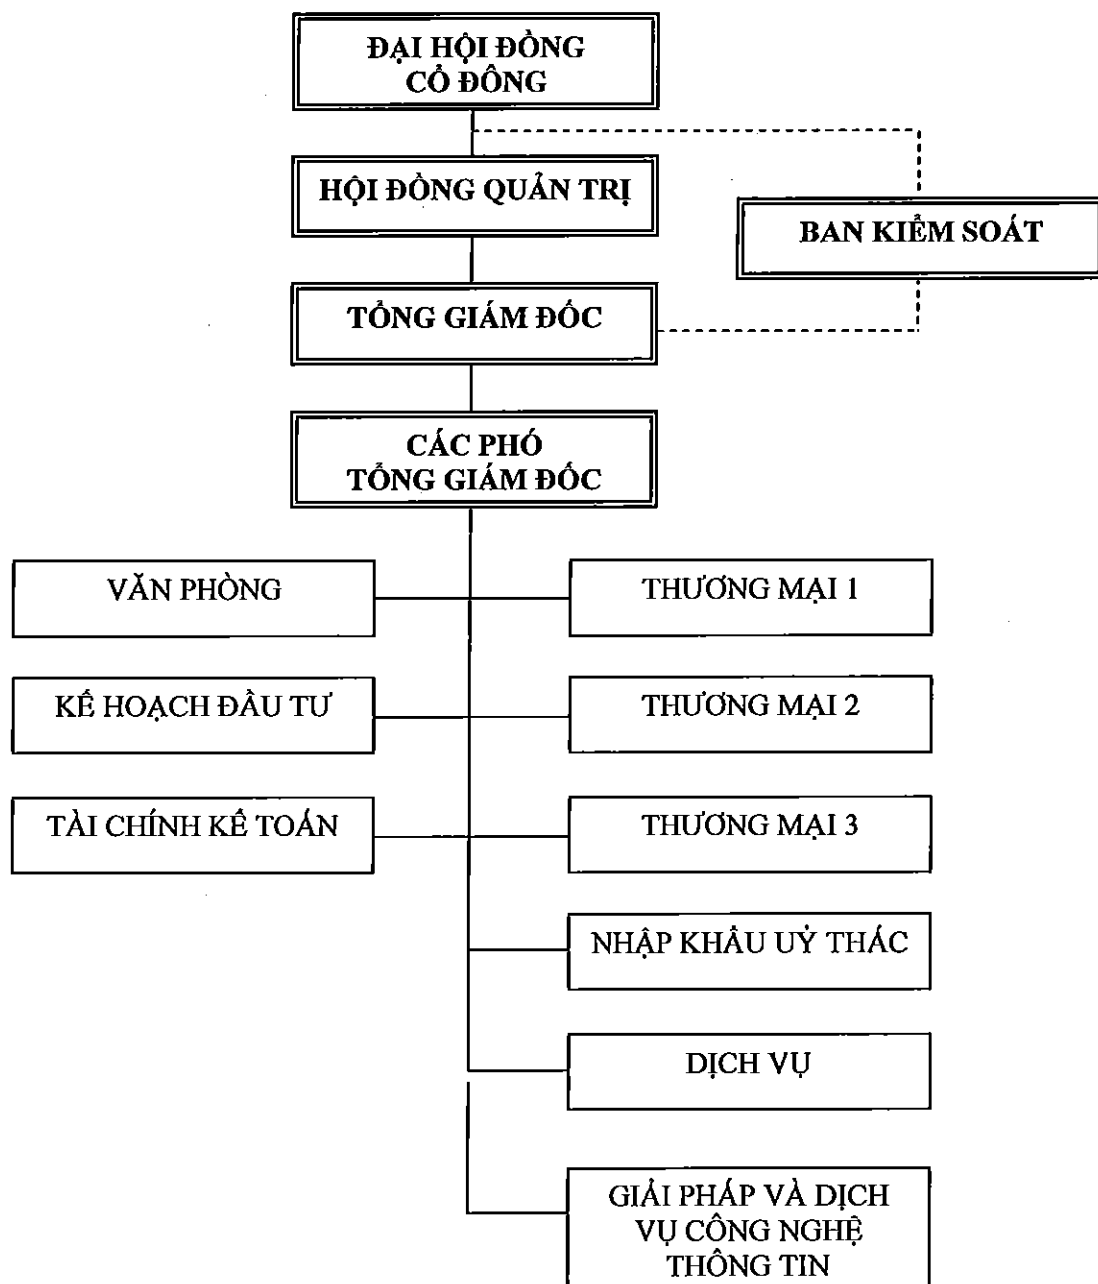 ĐẠI HỘI ĐỒNG
CỔ ĐÔNG
HỘI ĐỒNG QUẢN TRỊ
BAN KIỂM SOÁT
TỔNG GIÁM ĐỐC
CÁC PHÓ
TỔNG GIÁM ĐỐC
VĂN PHÒNG
THƯƠNG MẠI 1
KẾ HOẠCH ĐẦU TƯ
THƯƠNG MẠI 2
TÀI CHÍNH KẾ TOÁN
THƯƠNG MẠI 3
NHẬP KHẨU UỶ THÁC
DỊCH VỤ
GIẢI PHÁP VÀ DỊCH
VỤ CÔNG NGHỆ
THÔNG TIN